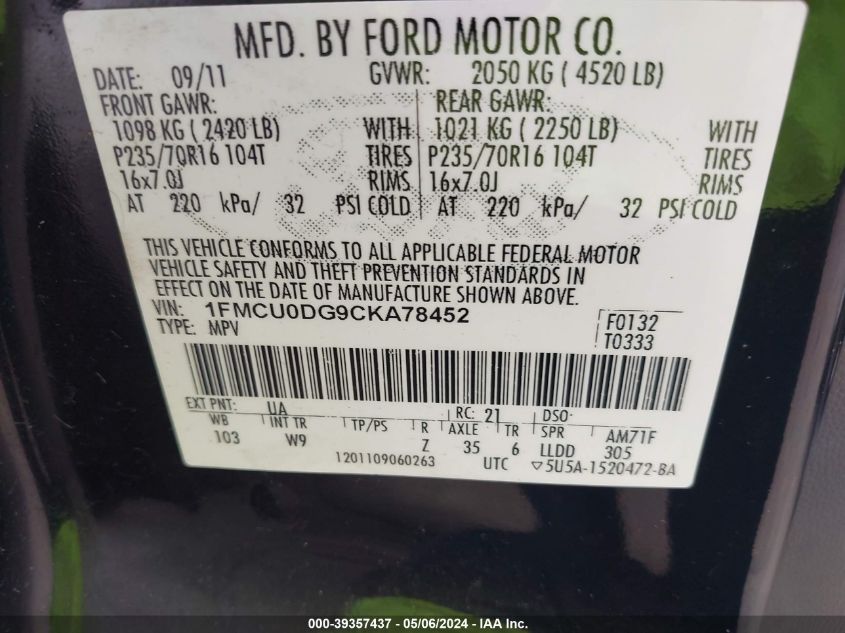 MFD. BY FORD MOTOR CO.
DATE: 09/11 GVWR: 2050 KG ( 4520 LB)
FRONT GAWR: REAR GAWR:
1098 KG ( 2420 LB) WITH 1021 KG ( 2250 LB) WITH
P235/70R16 104T TIRES P235/70R16 104T TIRES
16x7.0J RIMS 16x7.0J RIMS
AT 220 kPa/ 32 PSI COLD AT 220 kPa/ 32 PSI COLD
THIS VEHICLE CONFORMS TO ALL APPLICABLE FEDERAL MOTOR
VEHICLE SAFETY AND THEFT PREVENTION STANDARDS IN
EFFECT ON THE DATE OF MANUFACTURE SHOWN ABOVE.
VIN: 1FMCU0DG9CKA78452
TYPE: MPV
F0132
T0333
EXT PNT: UA RC: 21 DSO:
WB INT TR TP/PS R AXLE TR SPR AM71F
103 W9 Z 35 6 LLDD 305
1201109060263 UTC ▽5U5A-1520472-BA
000-39357437 - 05/06/2024 - IAA Inc.